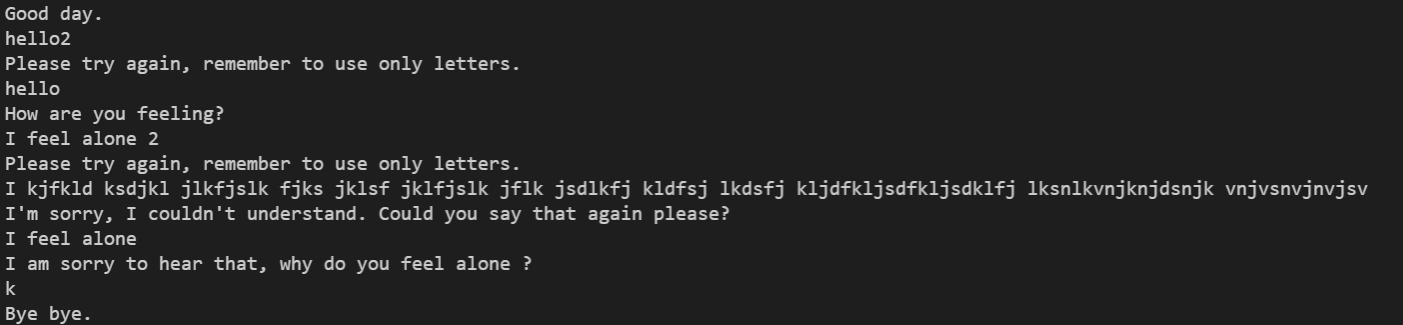 Good day.
hello2
Please try again, remember to use only letters.
hello
How are you feeling?
I feel alone 2
Please try again, remember to use only letters.
I kjfkld ksdjkl jlkfjslk fjks jklsf jklfjslk jflk jsdlkfj kldfsj lkdsfj kljdfkljsdfkljsdklfj lksnlkvnjknjdsnjk vnjvsnvjnvjsv
I'm sorry, I couldn't understand. Could you say that again please?
I feel alone
I am sorry to hear that, why do you feel alone ?
k
Bye bye.